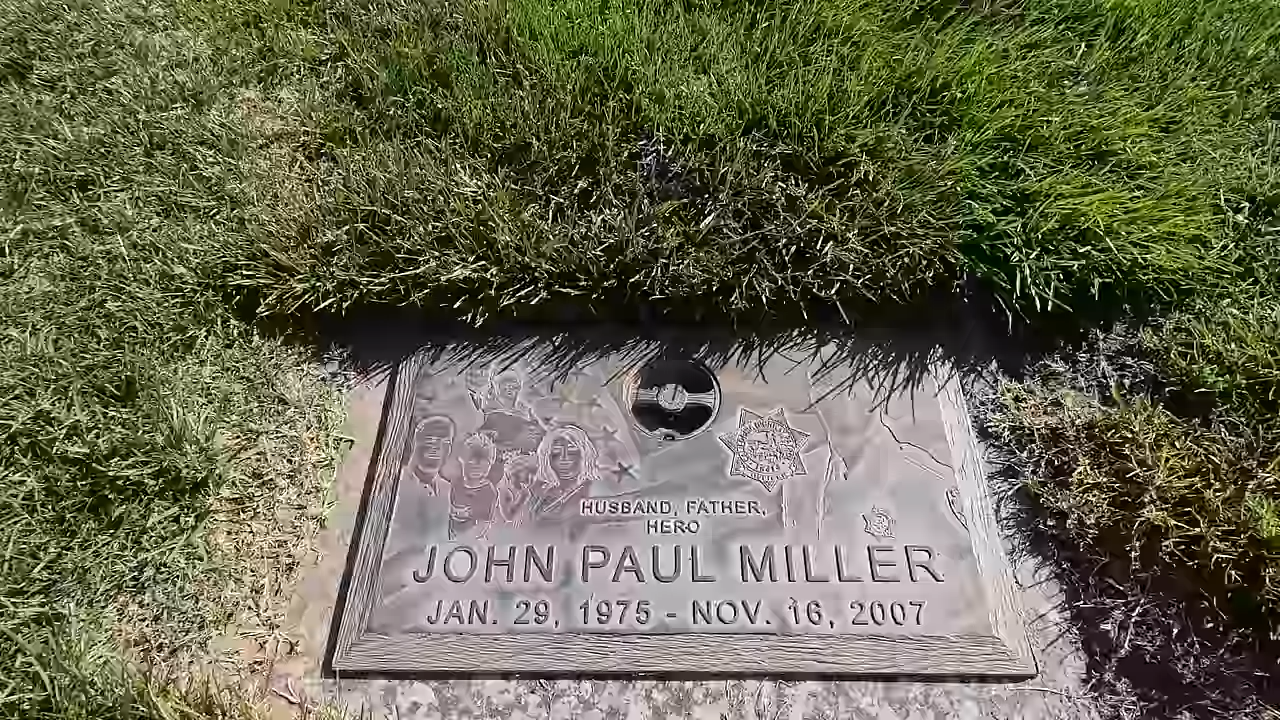 HUSBAND, FATHER,
HERO
JOHN PAUL MILLER
JAN. 29, 1975 - NOV. 16, 2007